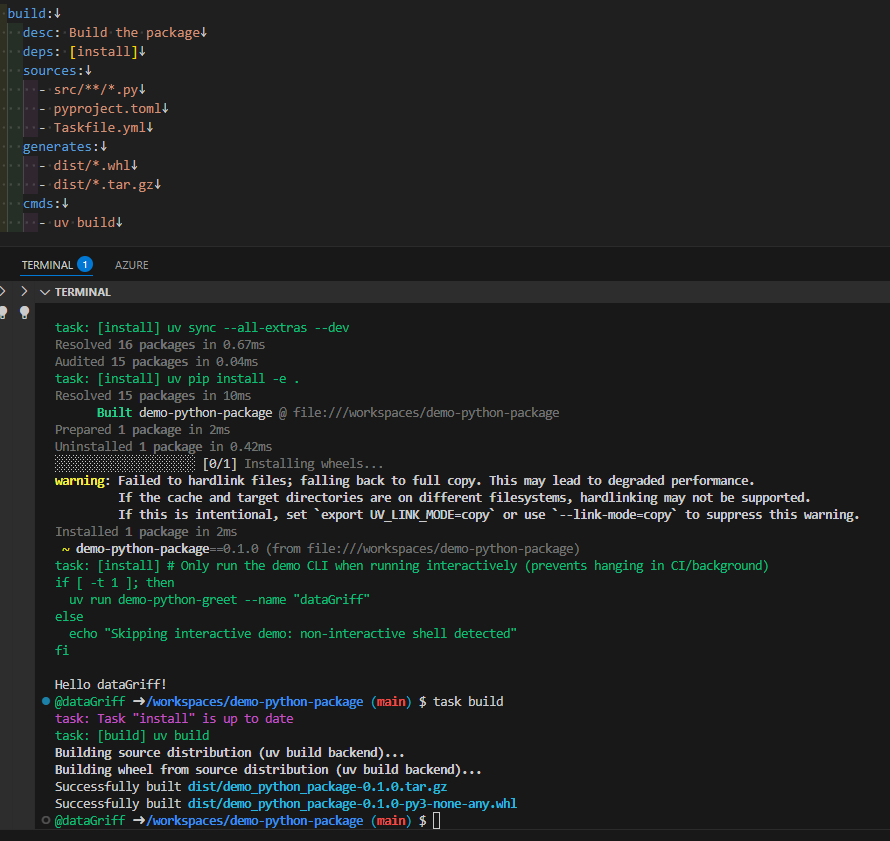 build:↓
desc: Build the package↓
deps: [install]↓
sources:↓
- src/**/*.py↓
- pyproject.toml↓
- Taskfile.yml↓
generates:↓
- dist/*.whl↓
- dist/*.tar.gz↓
cmds:↓
- uv build↓
TERMINAL 1 AZURE
TERMINAL
task: [install] uv sync --all-extras --dev
Resolved 16 packages in 0.67ms
Audited 15 packages in 0.04ms
task: [install] uv pip install -e .
Resolved 15 packages in 10ms
Built demo-python-package @ file:///workspaces/demo-python-package
Prepared 1 package in 2ms
Uninstalled 1 package in 0.42ms
░░░░░░░░░░░░░░░░░░░░ [0/1] Installing wheels...
warning: Failed to hardlink files; falling back to full copy. This may lead to degraded performance.
If the cache and target directories are on different filesystems, hardlinking may not be supported.
If this is intentional, set `export UV_LINK_MODE=copy` or use `--link-mode=copy` to suppress this warning.
Installed 1 package in 2ms
~ demo-python-package==0.1.0 (from file:///workspaces/demo-python-package)
task: [install] # Only run the demo CLI when running interactively (prevents hanging in CI/background)
if [ -t 1 ]; then
uv run demo-python-greet --name "dataGriff"
else
echo "Skipping interactive demo: non-interactive shell detected"
fi
Hello dataGriff!
@dataGriff ➜/workspaces/demo-python-package (main) $ task build
task: Task "install" is up to date
task: [build] uv build
Building source distribution (uv build backend)...
Building wheel from source distribution (uv build backend)...
Successfully built dist/demo_python_package-0.1.0.tar.gz
Successfully built dist/demo_python_package-0.1.0-py3-none-any.whl
@dataGriff ➜/workspaces/demo-python-package (main) $